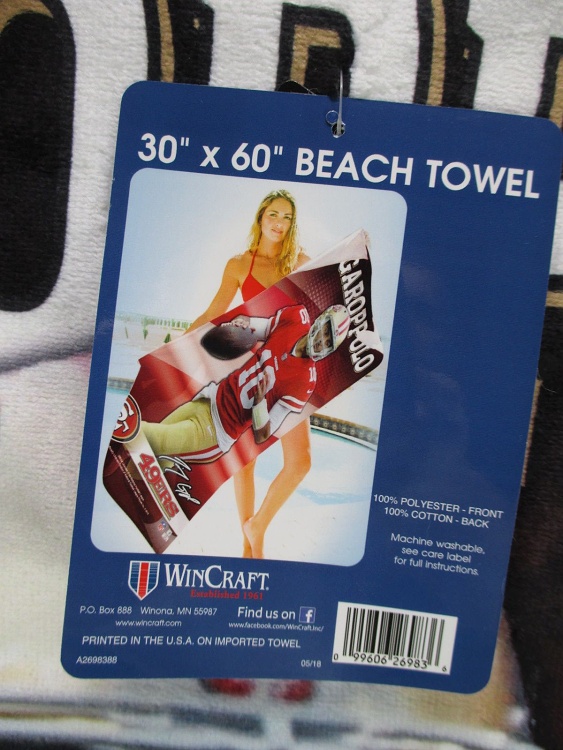 30" x 60" BEACH TOWEL
GAROPPOLO
10
10
49ERS
100% POLYESTER - FRONT
100% COTTON - BACK
Machine washable,
see care label
for full instructions.
WINCRAFT®
Established 1961
P.O. Box 888 Winona, MN 55987
www.wincraft.com
Find us on f
www.facebook.com/WinCraft.Inc/
PRINTED IN THE U.S.A. ON IMPORTED TOWEL
A2698388
05/18
0 99606 26983 6